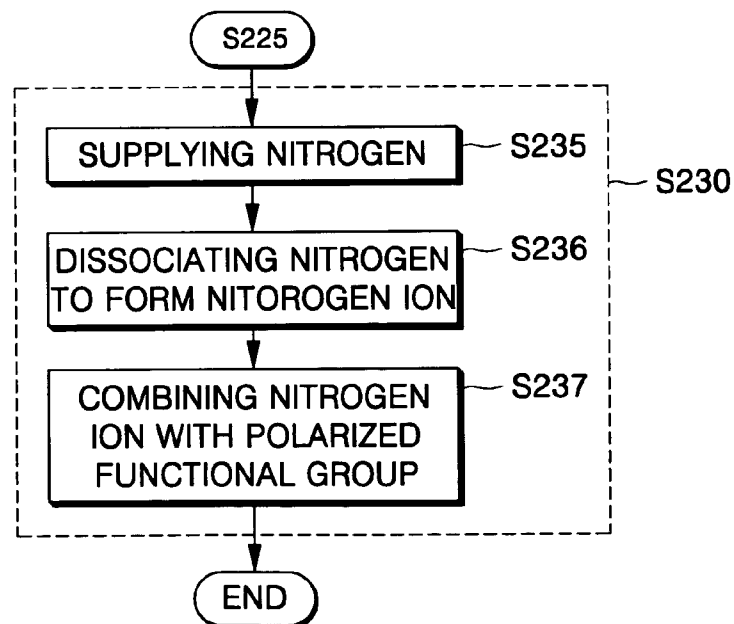 S225
SUPPLYING NITROGEN
S235
S230
DISSOCIATING NITROGEN
TO FORM NITOROGEN ION
S236
COMBINING NITROGEN
ION WITH POLARIZED
FUNCTIONAL GROUP
S237
END